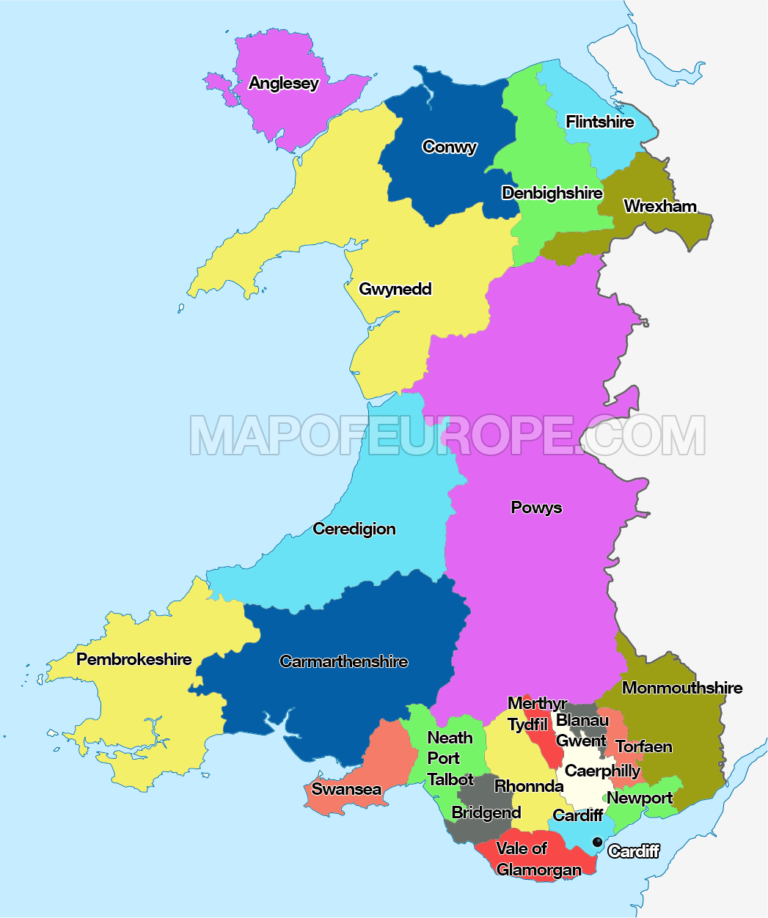 Anglesey
Flintshire
Conwy
Denbighshire
Wrexham
Gwynedd
MAPOFEUROPE.COM
Powys
Ceredigion
Pembrokeshire
Carmarthenshire
Monmouthshire
Merthyr
Tydfil
Blanau
Gwent
Neath
Port
Talbot
Torfaen
Caerphilly
Swansea
Rhonnda
Newport
Bridgend
Cardiff
Vale of
Glamorgan
Cardiff